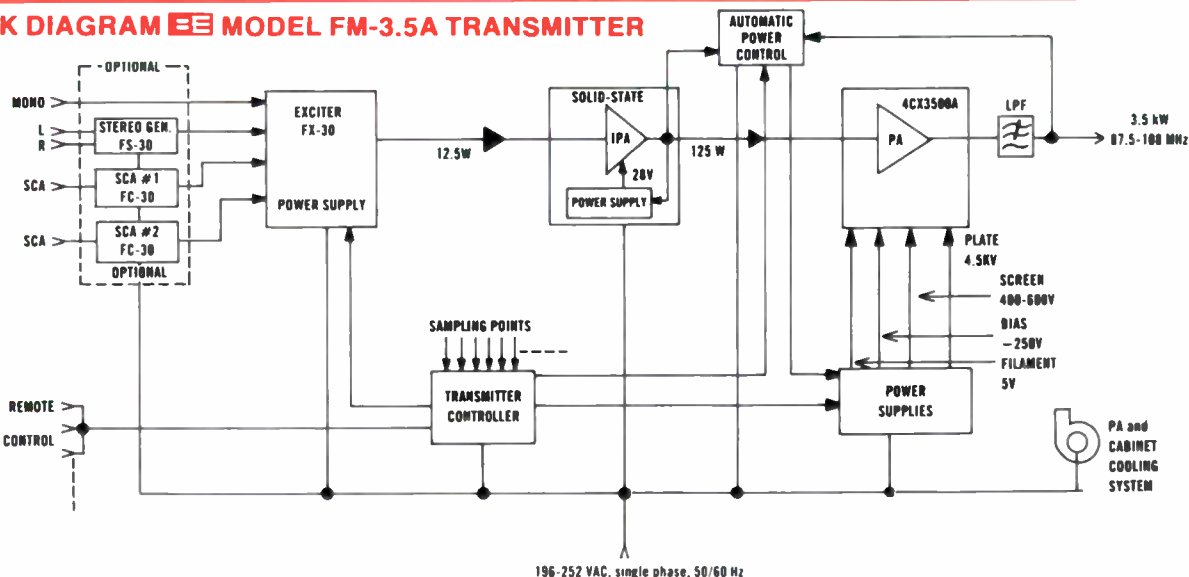 K DIAGRAM BE MODEL FM-3.5A TRANSMITTER
OPTIONAL
MONO
L
R
STEREO GEN.
FS-30
SCA
SCA #1
FC-30
SCA
SCA #2
FC-30
OPTIONAL
EXCITER
FX-30
POWER SUPPLY
12.5W
SOLID-STATE
IPA
28V
POWER SUPPLY
125 W
AUTOMATIC
POWER
CONTROL
4CX3500A
PA
LPF
3.5 kW
87.5-108 MHz
PLATE
4.5KV
SCREEN
400-600V
BIAS
-250V
FILAMENT
5V
SAMPLING POINTS
TRANSMITTER
CONTROLLER
POWER
SUPPLIES
REMOTE
CONTROL
PA and
CABINET
COOLING
SYSTEM
196-252 VAC, single phase, 50/60 Hz